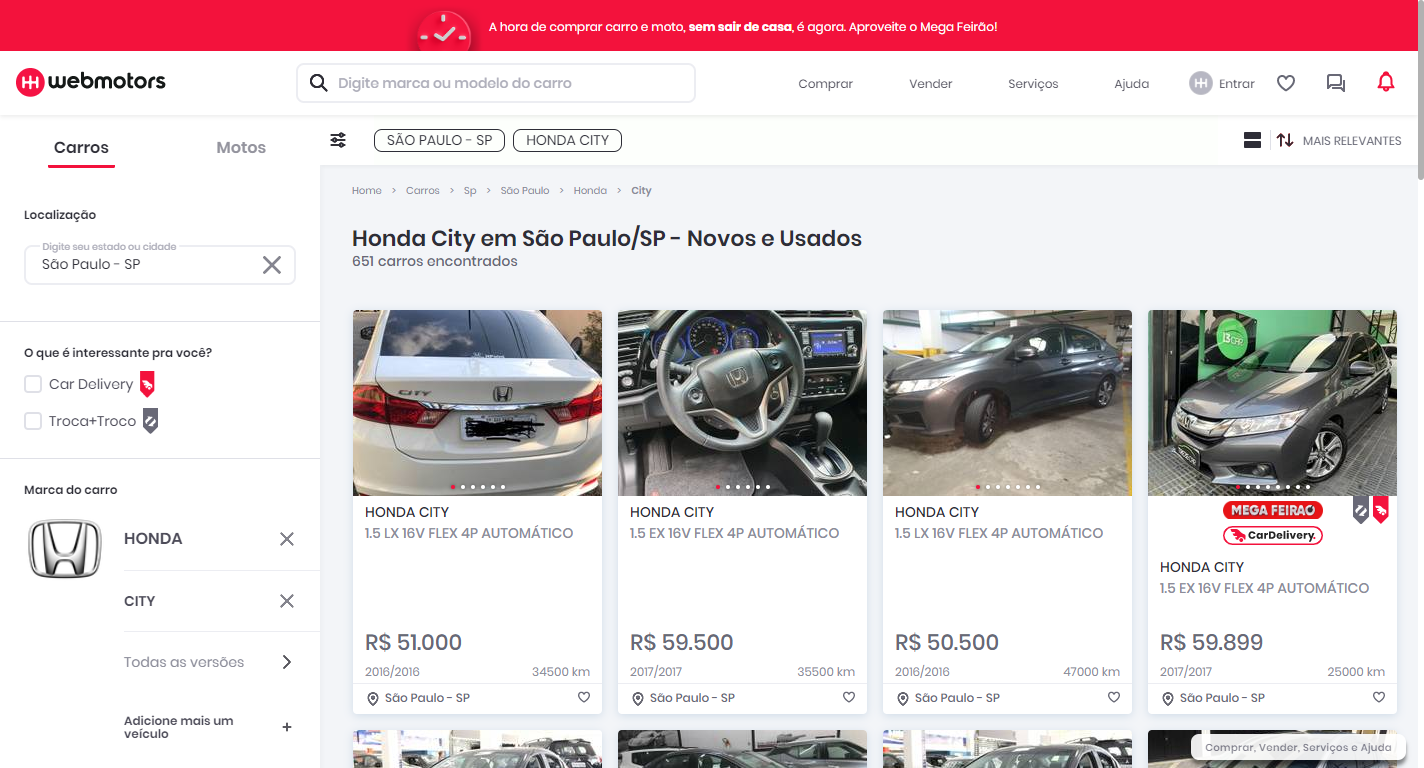 A hora de comprar carro e moto, sem sair de casa, é agora. Aproveite o Mega Feirão!
webmotors
Digite marca ou modelo do carro
Comprar
Vender
Serviços
Ajuda
Entrar
Carros
Motos
SÃO PAULO - SP
HONDA CITY
MAIS RELEVANTES
Home > Carros > Sp > São Paulo > Honda > City
Localização
Digite seu estado ou cidade
São Paulo - SP
Honda City em São Paulo/SP - Novos e Usados
651 carros encontrados
O que é interessante pra você?
Car Delivery
Troca+Troco
Marca do carro
HONDA
CITY
Todas as versões
Adicione mais um
veículo
+
CITY
HONDA CITY
1.5 LX 16V FLEX 4P AUTOMÁTICO
R$ 51.000
2016/2016
34500 km
São Paulo - SP
HONDA CITY
1.5 EX 16V FLEX 4P AUTOMÁTICO
R$ 59.500
2017/2017
35500 km
São Paulo - SP
HONDA CITY
1.5 LX 16V FLEX 4P AUTOMÁTICO
R$ 50.500
2016/2016
47000 km
São Paulo - SP
MEGA FEIRÃO
CarDelivery.
HONDA CITY
1.5 EX 16V FLEX 4P AUTOMÁTICO
R$ 59.899
2017/2017
25000 km
São Paulo - SP
Comprar, Vender, Serviços e Ajuda